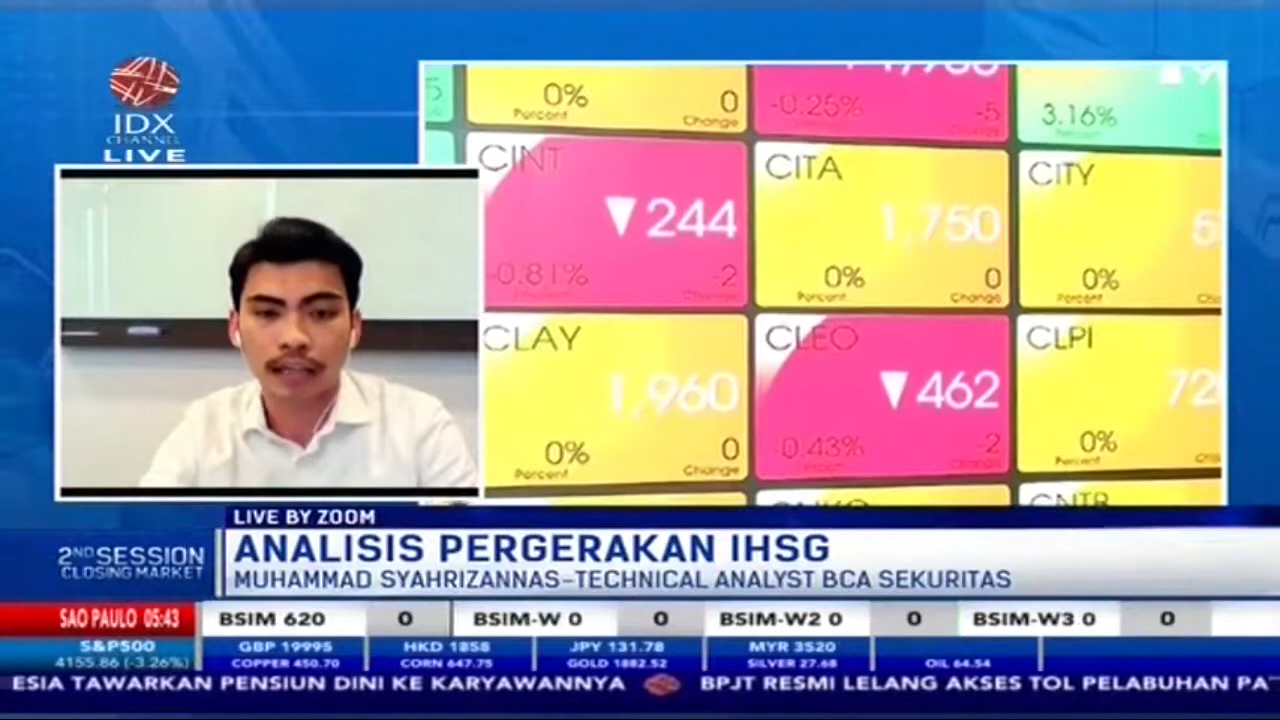 IDX
CHANNEL
LIVE
5
0% 0
Percent Change
-0.25% -5
Change
3.16%
CINT
▼244
-0.81% -2
CITA
1,750
0% 0
Percent Change
CITY
0%
Percent
CLAY
1,960
0% 0
Percent Change
CLEO
▼462
-0.43% -2
CLPI
0%
Percent
CNTR
LIVE BY ZOOM
2ND SESSION
CLOSING MARKET
ANALISIS PERGERAKAN IHSG
MUHAMMAD SYAHRIZANNAS-TECHNICAL ANALYST BCA SEKURITAS
SAO PAULO 05:43
BSIM 620 0 BSIM-W 0 0 BSIM-W2 0 0 BSIM-W3 0 0
S&P500 GBP 19995 HKD 1858 JPY 131.78 MYR 3520
4155.86 (-3.26%) COPPER 450.70 CORN 647.75 GOLD 1882.52 SILVER 27.68 OIL 64.54
ESIA TAWARKAN PENSIUN DINI KE KARYAWANNYA BPJT RESMI LELANG AKSES TOL PELABUHAN PA